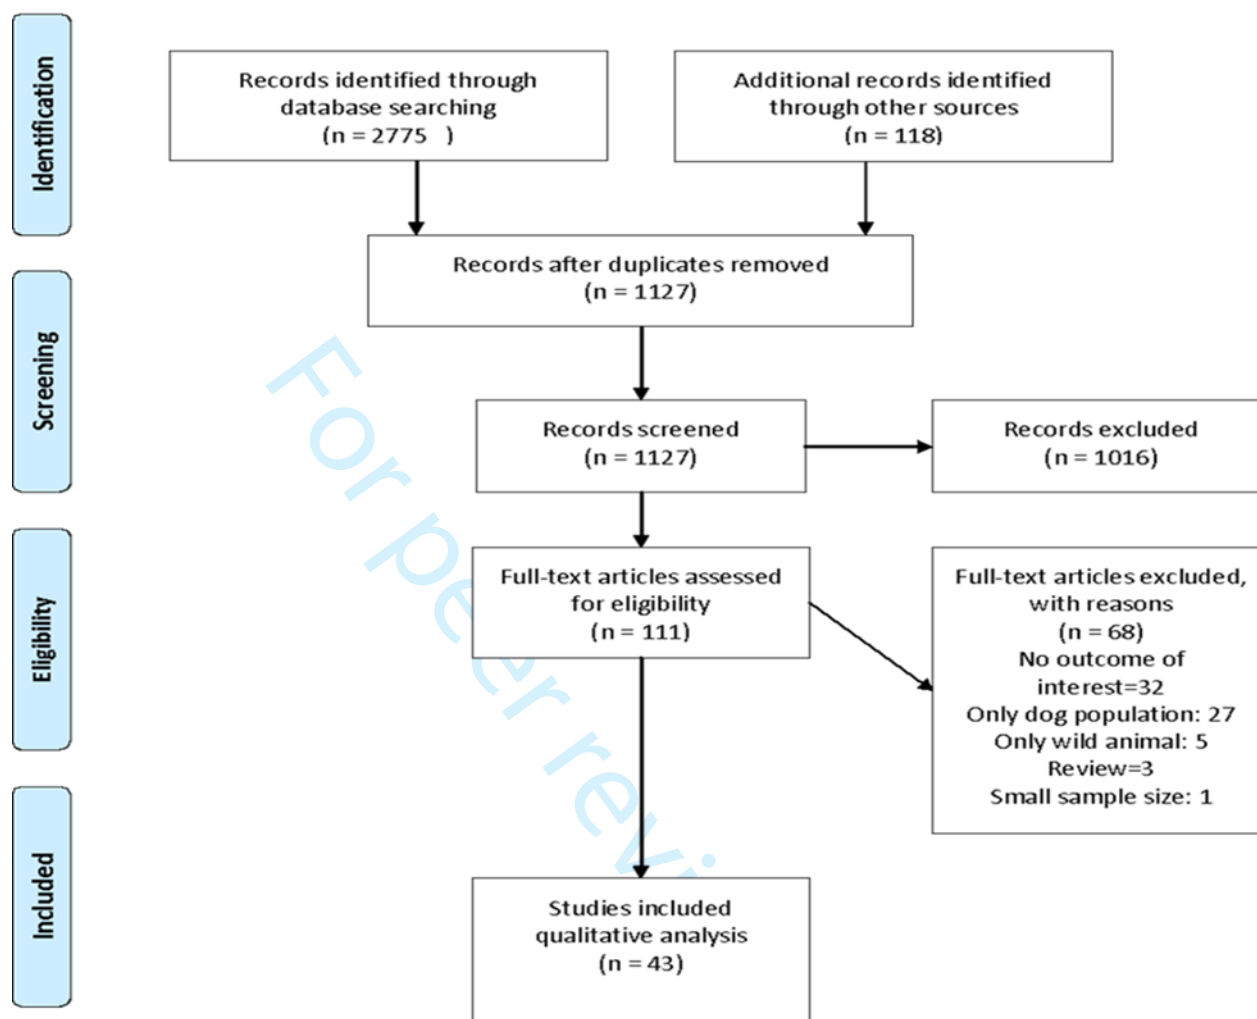 Identification
Records identified through
database searching
(n = 2775   )
Additional records identified
through other sources
(n = 118)
Records after duplicates removed
(n = 1127)
Screening
Records screened
(n = 1127)
Records excluded
(n = 1016)
Eligibility
Full-text articles assessed
for eligibility
(n = 111)
Full-text articles excluded,
with reasons
(n = 68)
No outcome of
interest=32
Only dog population: 27
Only wild animal: 5
Review=3
Small sample size: 1
Included
Studies included
qualitative analysis
(n = 43)
For peer revi